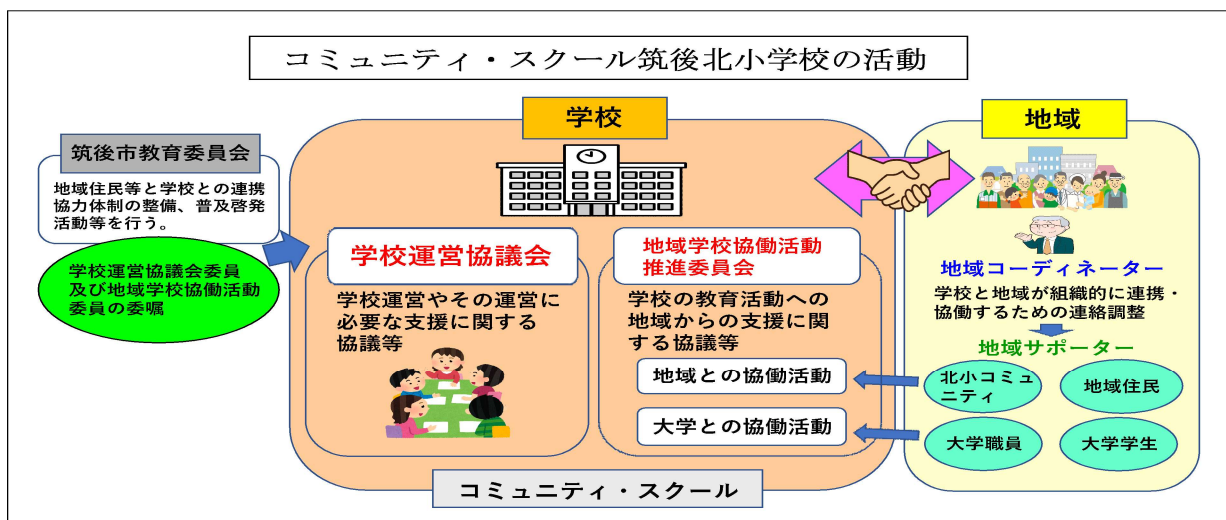 コミュニティ・スクール筑後北小学校の活動
筑後市教育委員会
地域住民等と学校との連携
協力体制の整備、普及啓発
活動等を行う。
学校運営協議会委員
及び地域学校協働活動
委員の委嘱
学校
学校運営協議会
学校運営やその運営に
必要な支援に関する
協議等
地域学校協働活動
推進委員会
学校の教育活動への
地域からの支援に関
する協議等
地域との協働活動
大学との協働活動
コミュニティ・スクール
地域
地域コーディネーター
学校と地域が組織的に連携・
協働するための連絡調整
地域サポーター
北小コミュ
ニティ
地域住民
大学職員
大学学生